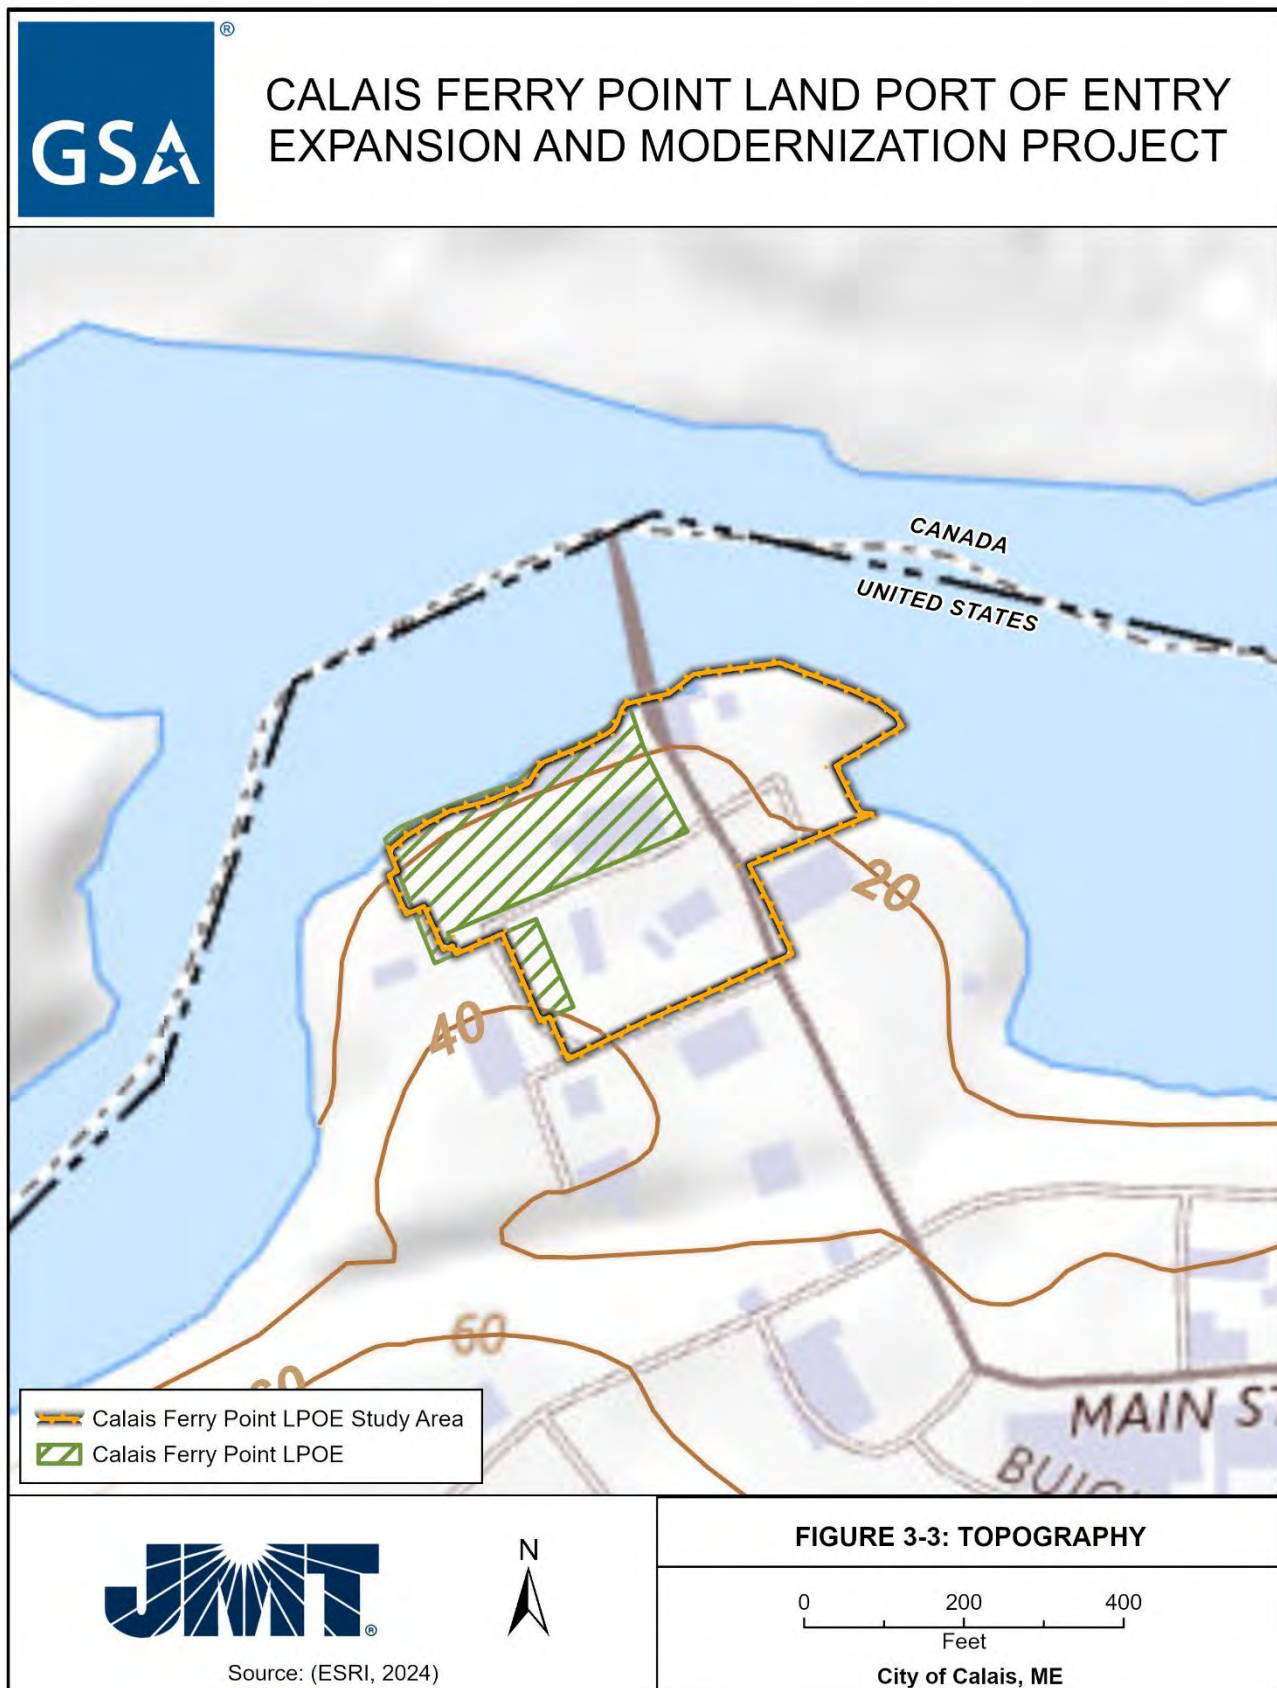 GSA
®
CALAIS FERRY POINT LAND PORT OF ENTRY
EXPANSION AND MODERNIZATION PROJECT
CANADA
UNITED STATES
20
40
60
Calais Ferry Point LPOE Study Area
Calais Ferry Point LPOE
MAIN ST
JMT®
N
Source: (ESRI, 2024)
FIGURE 3-3: TOPOGRAPHY
0 200 400
Feet
City of Calais, ME